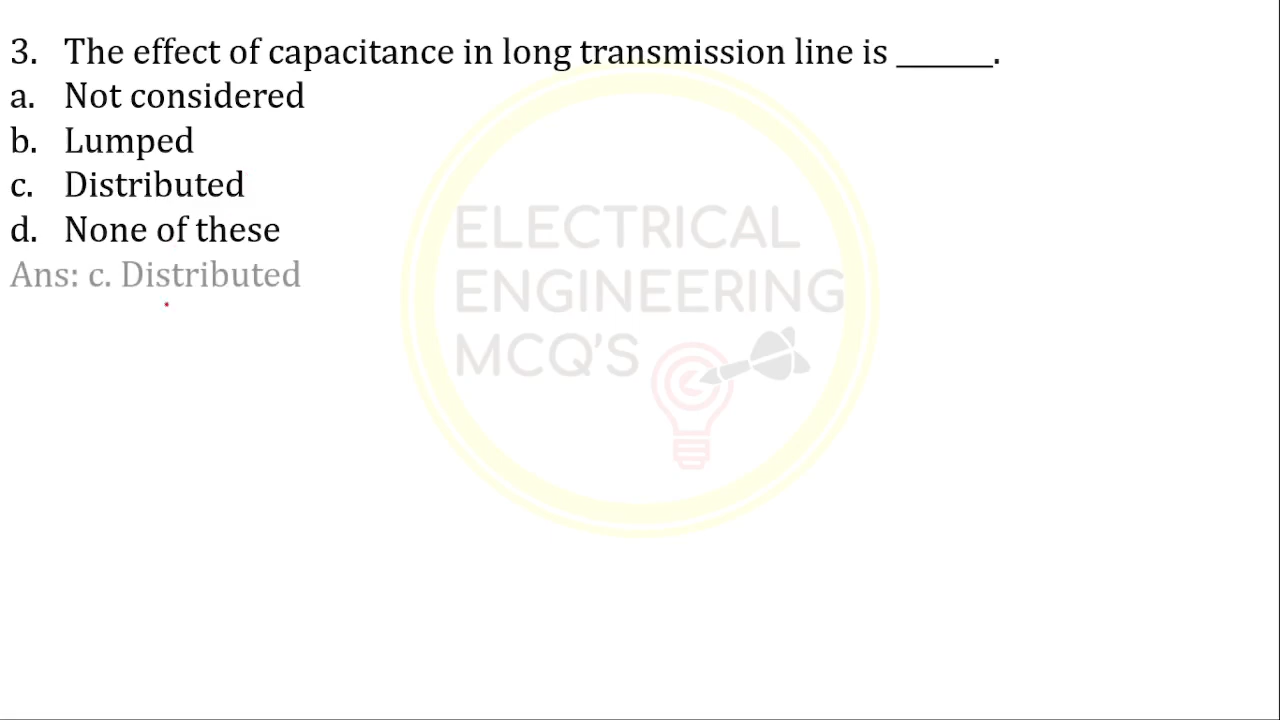 3. The effect of capacitance in long transmission line is ______.
a. Not considered
b. Lumped
c. Distributed
d. None of these
Ans: c. Distributed
ELECTRICAL
ENGINEERING
MCQ'S